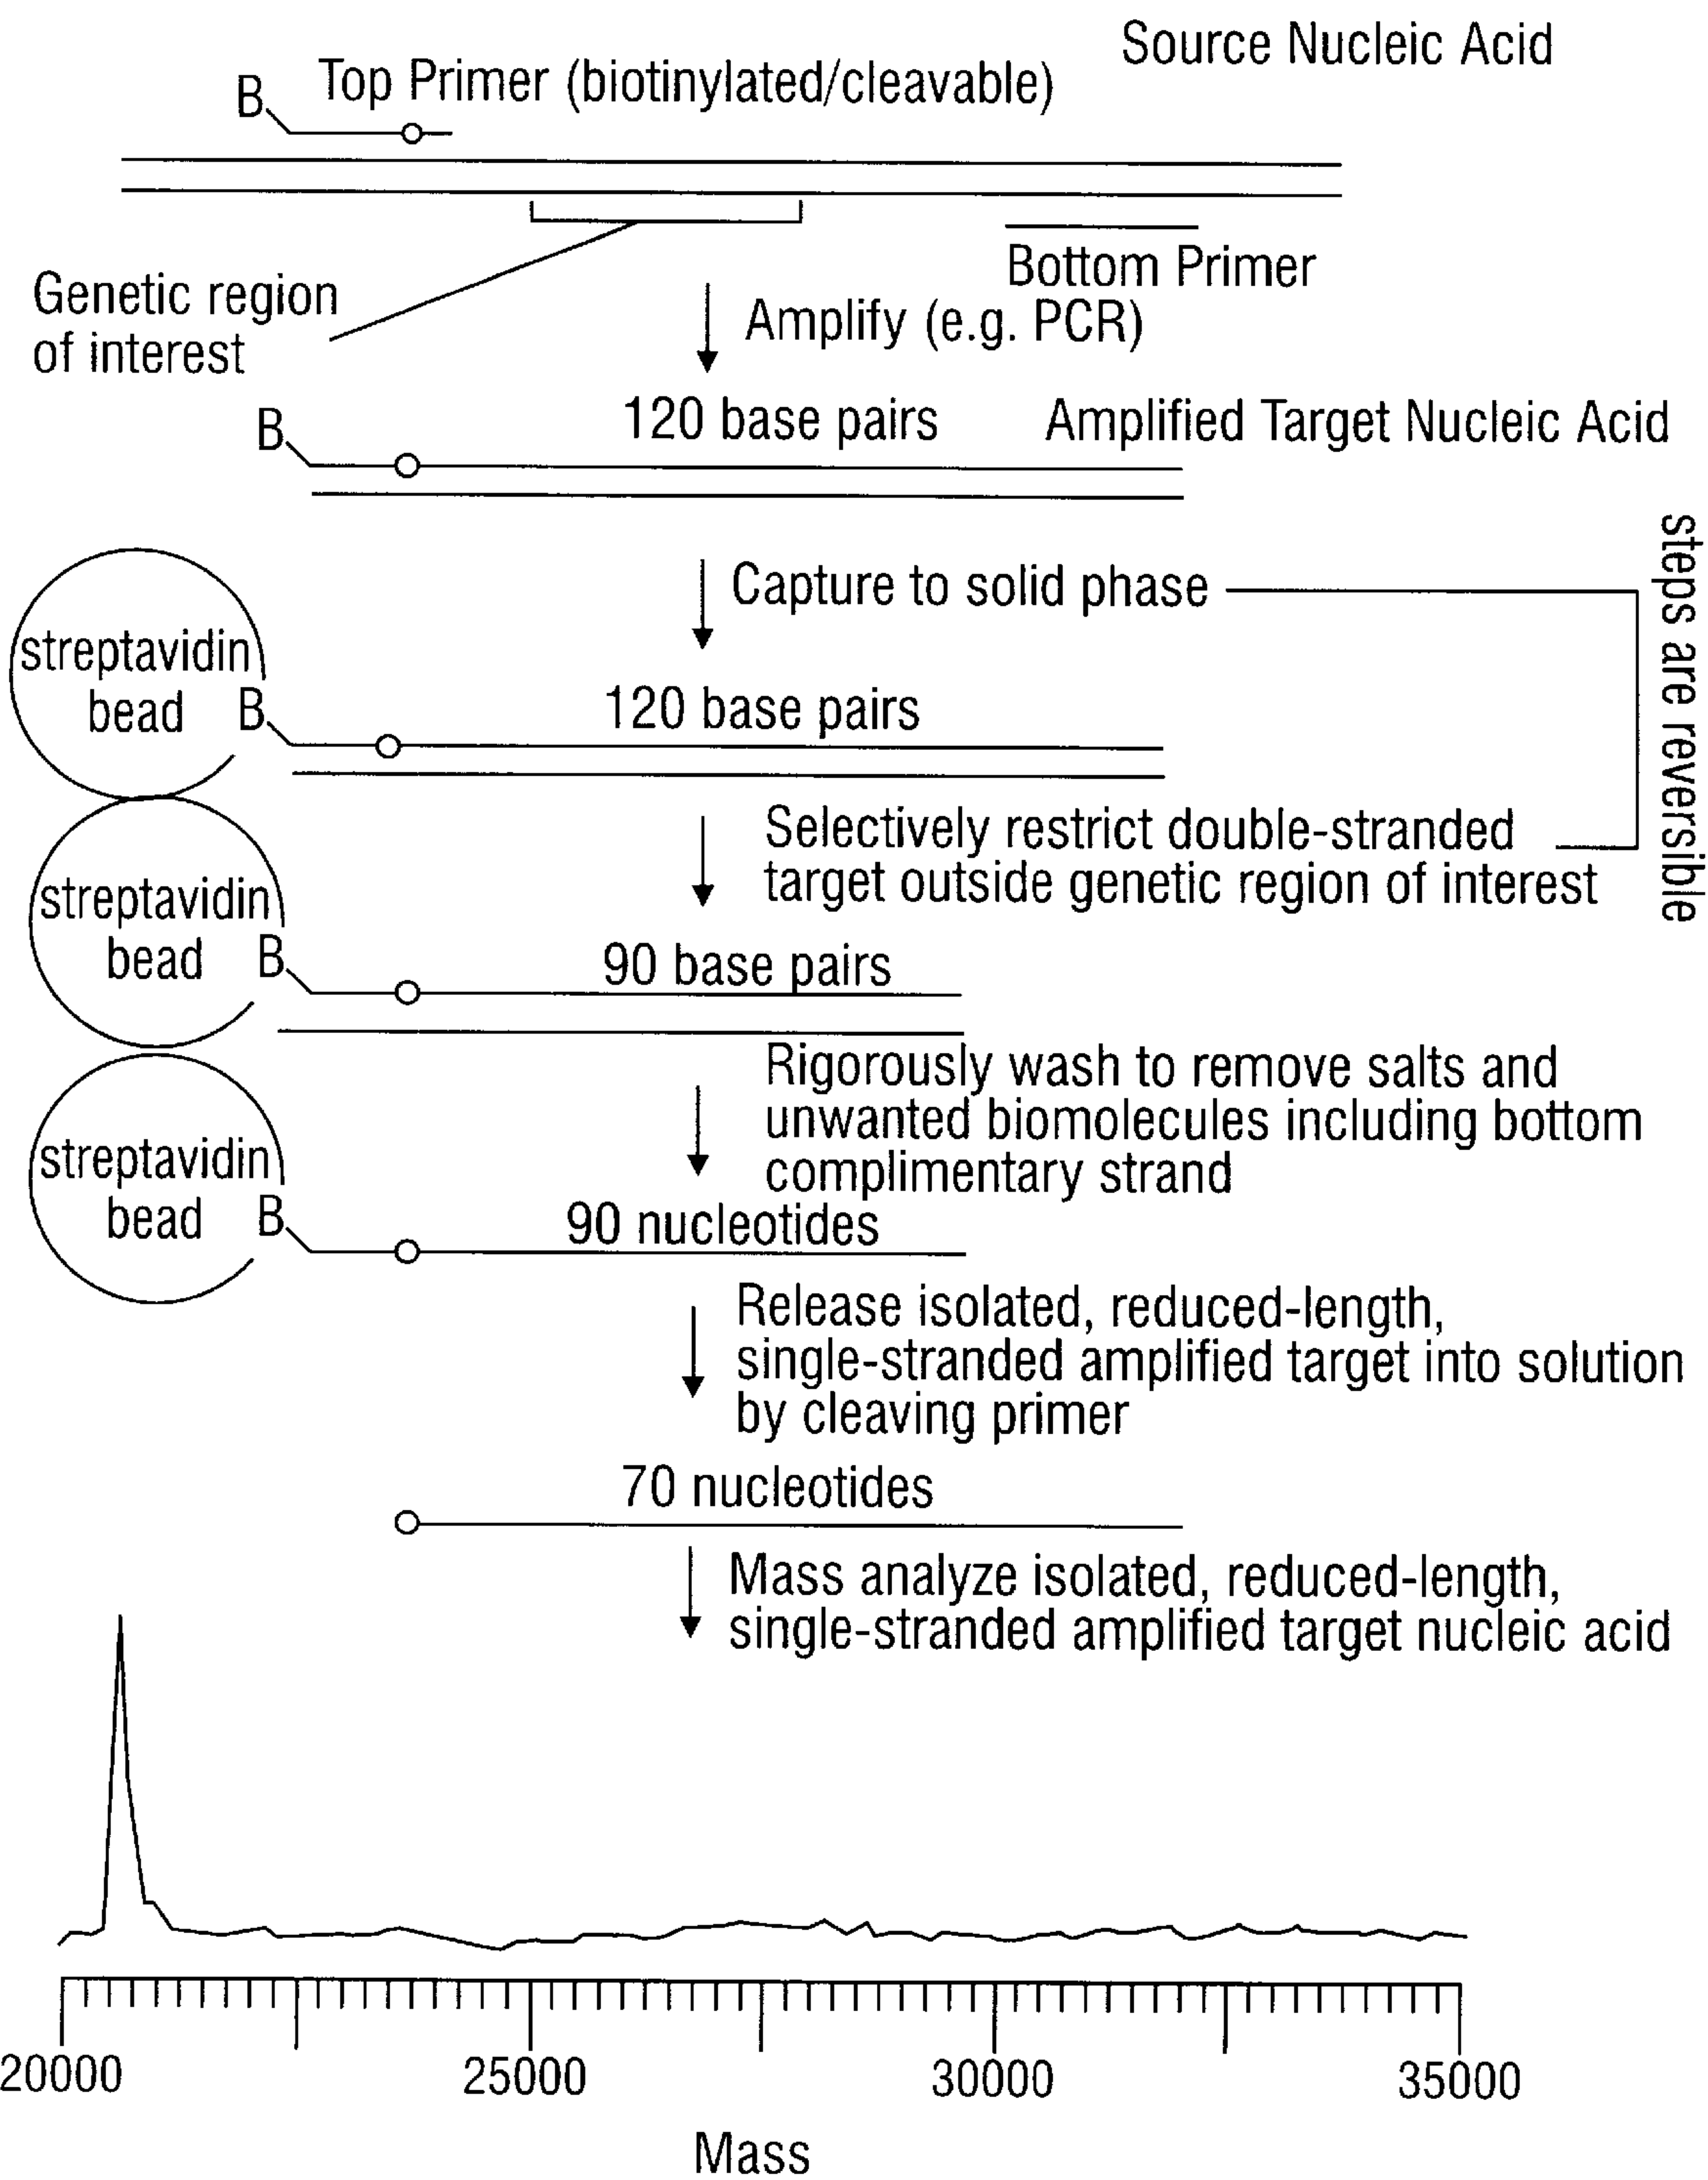 Source Nucleic Acid
B
Top Primer (biotinylated/cleavable)
Genetic region
of interest
Bottom Primer
Amplify (e.g. PCR)
B
120 base pairs
Amplified Target Nucleic Acid
Capture to solid phase
steps are reversible
streptavidin
bead
B
120 base pairs
Selectively restrict double-stranded
target outside genetic region of interest
streptavidin
bead
B
90 base pairs
Rigorously wash to remove salts and
unwanted biomolecules including bottom
complimentary strand
streptavidin
bead
B
90 nucleotides
Release isolated, reduced-length,
single-stranded amplified target into solution
by cleaving primer
70 nucleotides
Mass analyze isolated, reduced-length,
single-stranded amplified target nucleic acid
20000
25000
30000
35000
Mass